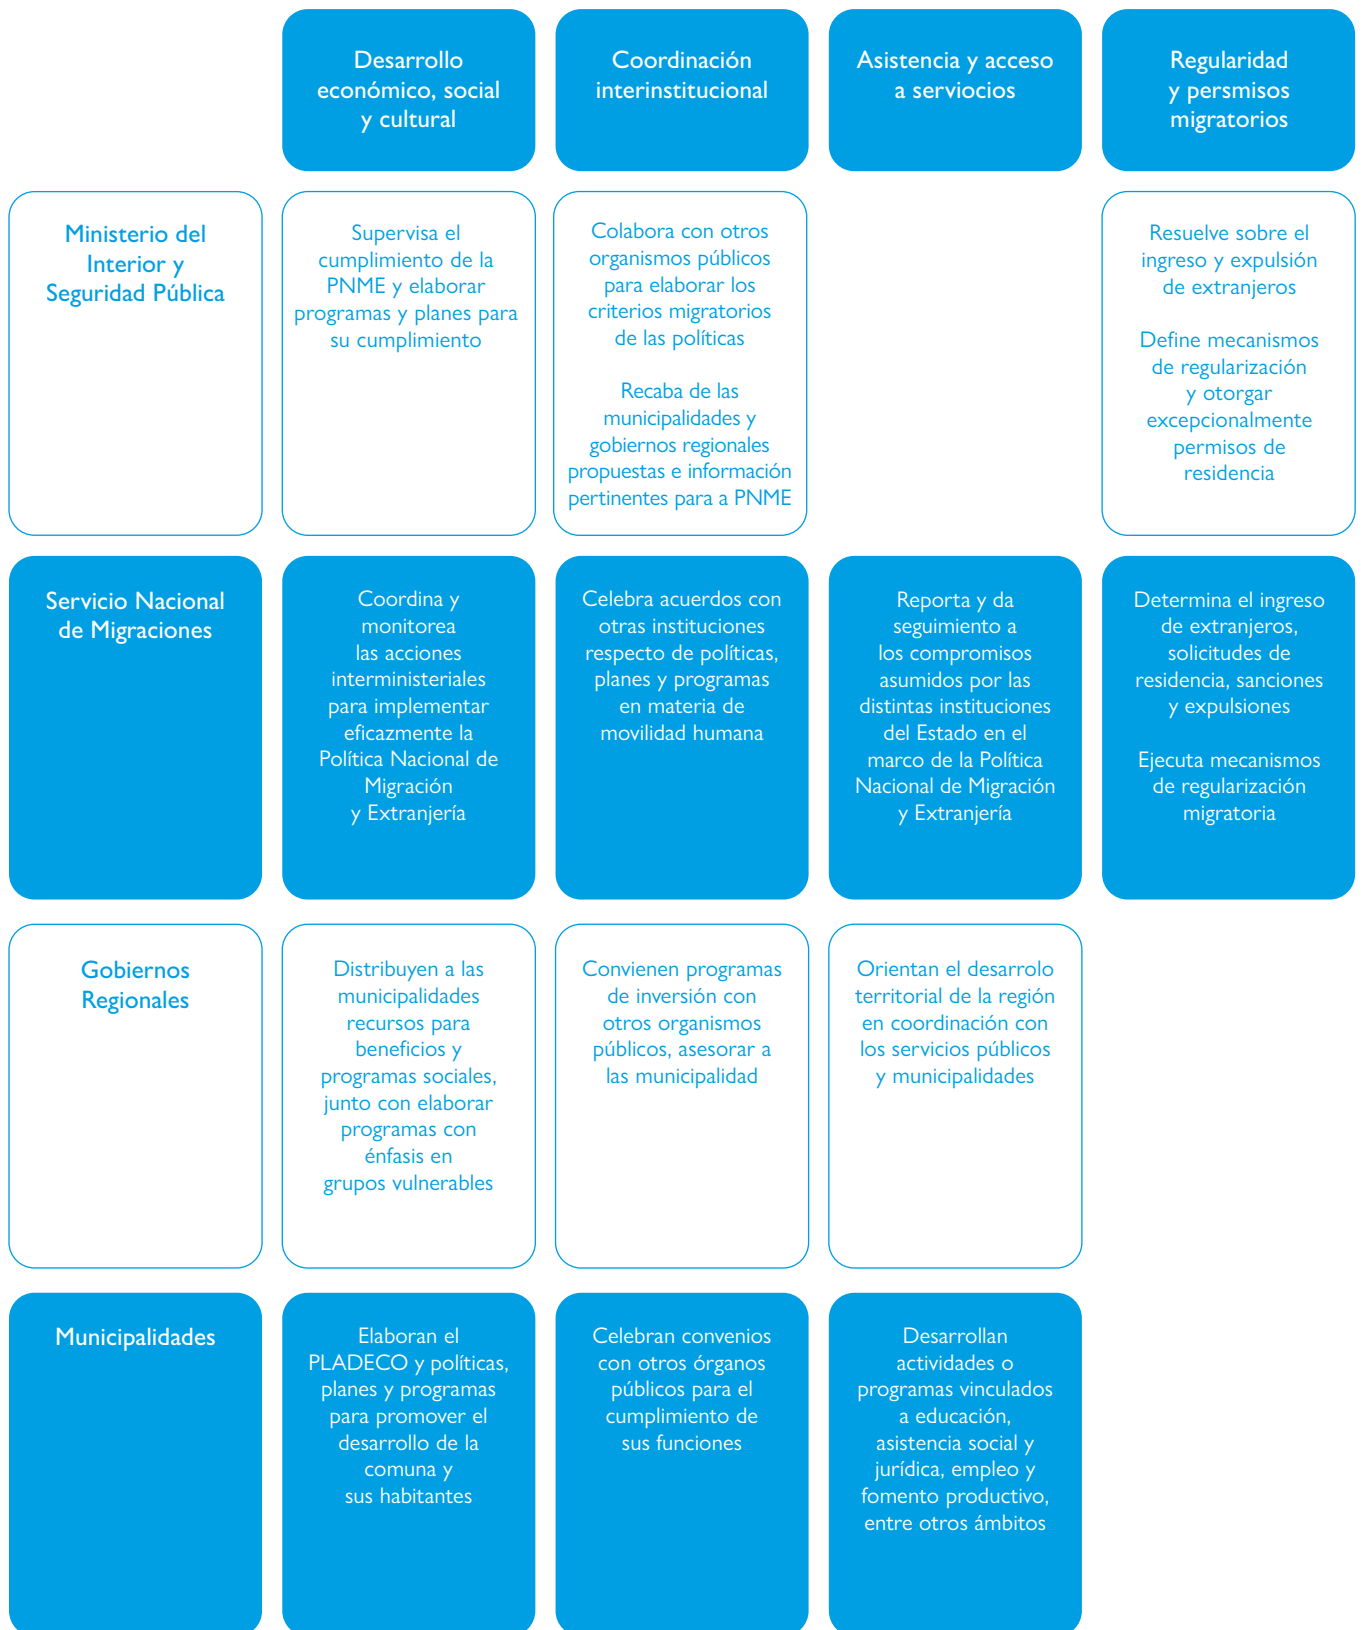 Desarrollo
económico, social
y cultural
Coordinación
interinstitucional
Asistencia y acceso
a serviocios
Regularidad
y persmisos
migratorios
Ministerio del
Interior y
Seguridad Pública
Supervisa el
cumplimiento de la
PNME y elaborar
programas y planes para
su cumplimiento
Colabora con otros
organismos públicos
para elaborar los
criterios migratorios
de las políticas
Recaba de las
municipalidades y
gobiernos regionales
propuestas e información
pertinentes para a PNME
Resuelve sobre el
ingreso y expulsión
de extranjeros
Define mecanismos
de regularización
y otorgar
excepcionalmente
permisos de
residencia
Servicio Nacional
de Migraciones
Coordina y
monitorea
las acciones
interministeriales
para implementar
eficazmente la
Política Nacional de
Migración
y Extranjería
Celebra acuerdos con
otras instituciones
respecto de políticas,
planes y programas
en materia de
movilidad humana
Reporta y da
seguimiento a
los compromisos
asumidos por las
distintas instituciones
del Estado en el
marco de la Política
Nacional de Migración
y Extranjería
Determina el ingreso
de extranjeros,
solicitudes de
residencia, sanciones
y expulsiones
Ejecuta mecanismos
de regularización
migratoria
Gobiernos
Regionales
Distribuyen a las
municipalidades
recursos para
beneficios y
programas sociales,
junto con elaborar
programas con
énfasis en
grupos vulnerables
Convienen programas
de inversión con
otros organismos
públicos, asesorar a
las municipalidad
Orientan el desarrolo
territorial de la región
en coordinación con
los servicios públicos
y municipalidades
Municipalidades
Elaboran el
PLADECO y políticas,
planes y programas
para promover el
desarrollo de la
comuna y
sus habitantes
Celebran convenios
con otros órganos
públicos para el
cumplimiento de
sus funciones
Desarrollan
actividades o
programas vinculados
a educación,
asistencia social y
jurídica, empleo y
fomento productivo,
entre otros ámbitos